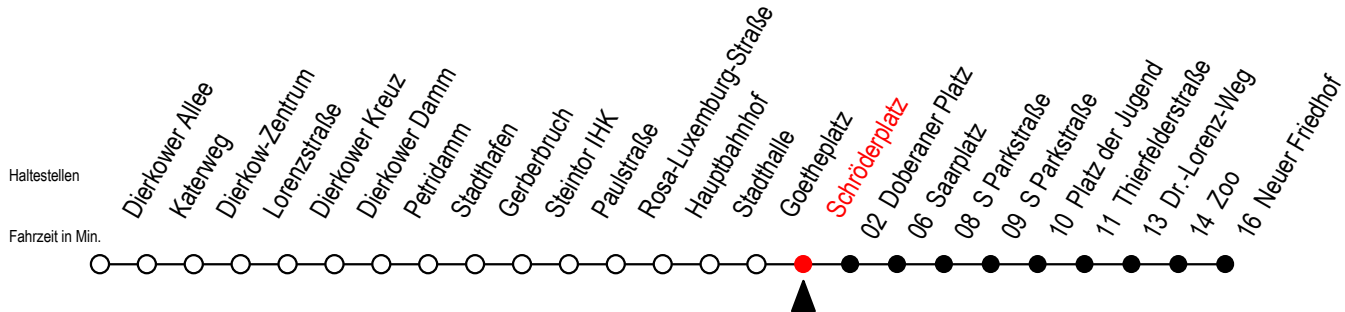 Haltestellen
Fahrzeit in Min.
Dierkower Allee
Katerweg
Dierkow-Zentrum
Lorenzstraße
Dierkower Kreuz
Dierkower Damm
Petridamm
Stadthafen
Gerberbruch
Steintor IHK
Paulstraße
Rosa-Luxemburg-Straße
Hauptbahnhof
Stadthalle
Goetheplatz
Schröderplatz
02 Doberaner Platz
06 Saarplatz
08 S Parkstraße
09 S Parkstraße
10 Platz der Jugend
11 Thierfelderstraße
13 Dr.-Lorenz-Weg
14 Zoo
16 Neuer Friedhof